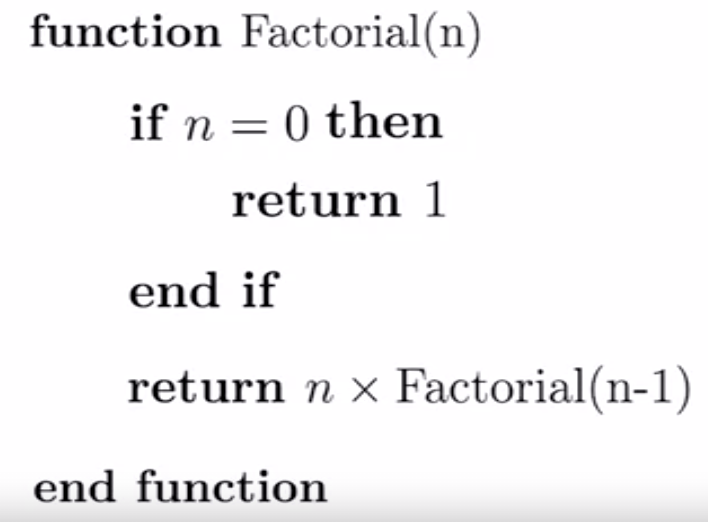 function Factorial(n)
if n = 0 then
return 1
end if
return n × Factorial(n-1)
end function